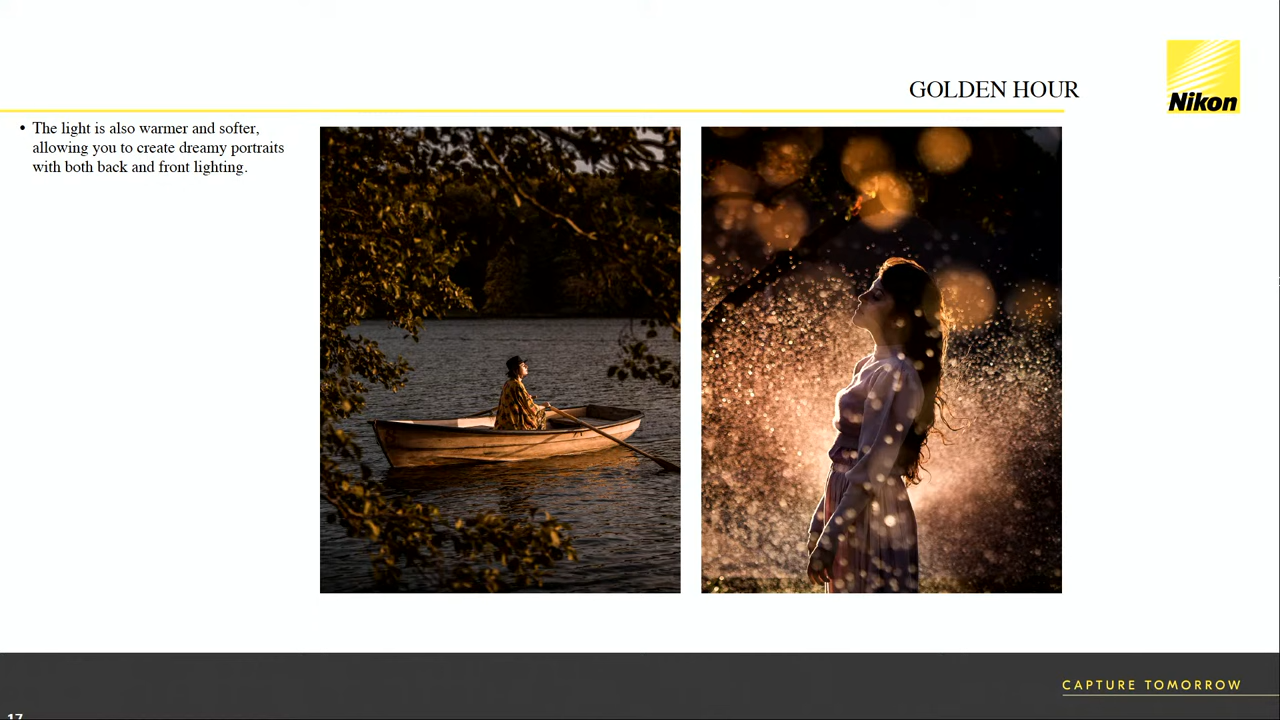 GOLDEN HOUR
Nikon
• The light is also warmer and softer,
allowing you to create dreamy portraits
with both back and front lighting.
CAPTURE TOMORROW
17